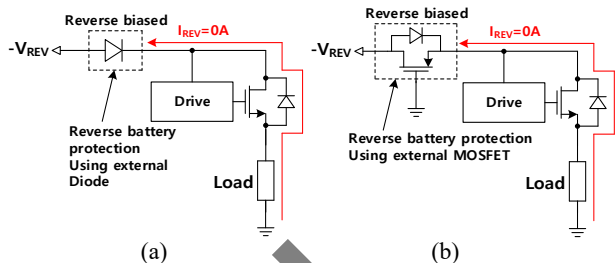 Reverse biased
I_REV=0A
-V_REV
Drive
Reverse battery
protection
Using external
Diode
Load
(a)
Reverse biased
I_REV=0A
-V_REV
Drive
Reverse battery protection
Using external MOSFET
Load
(b)